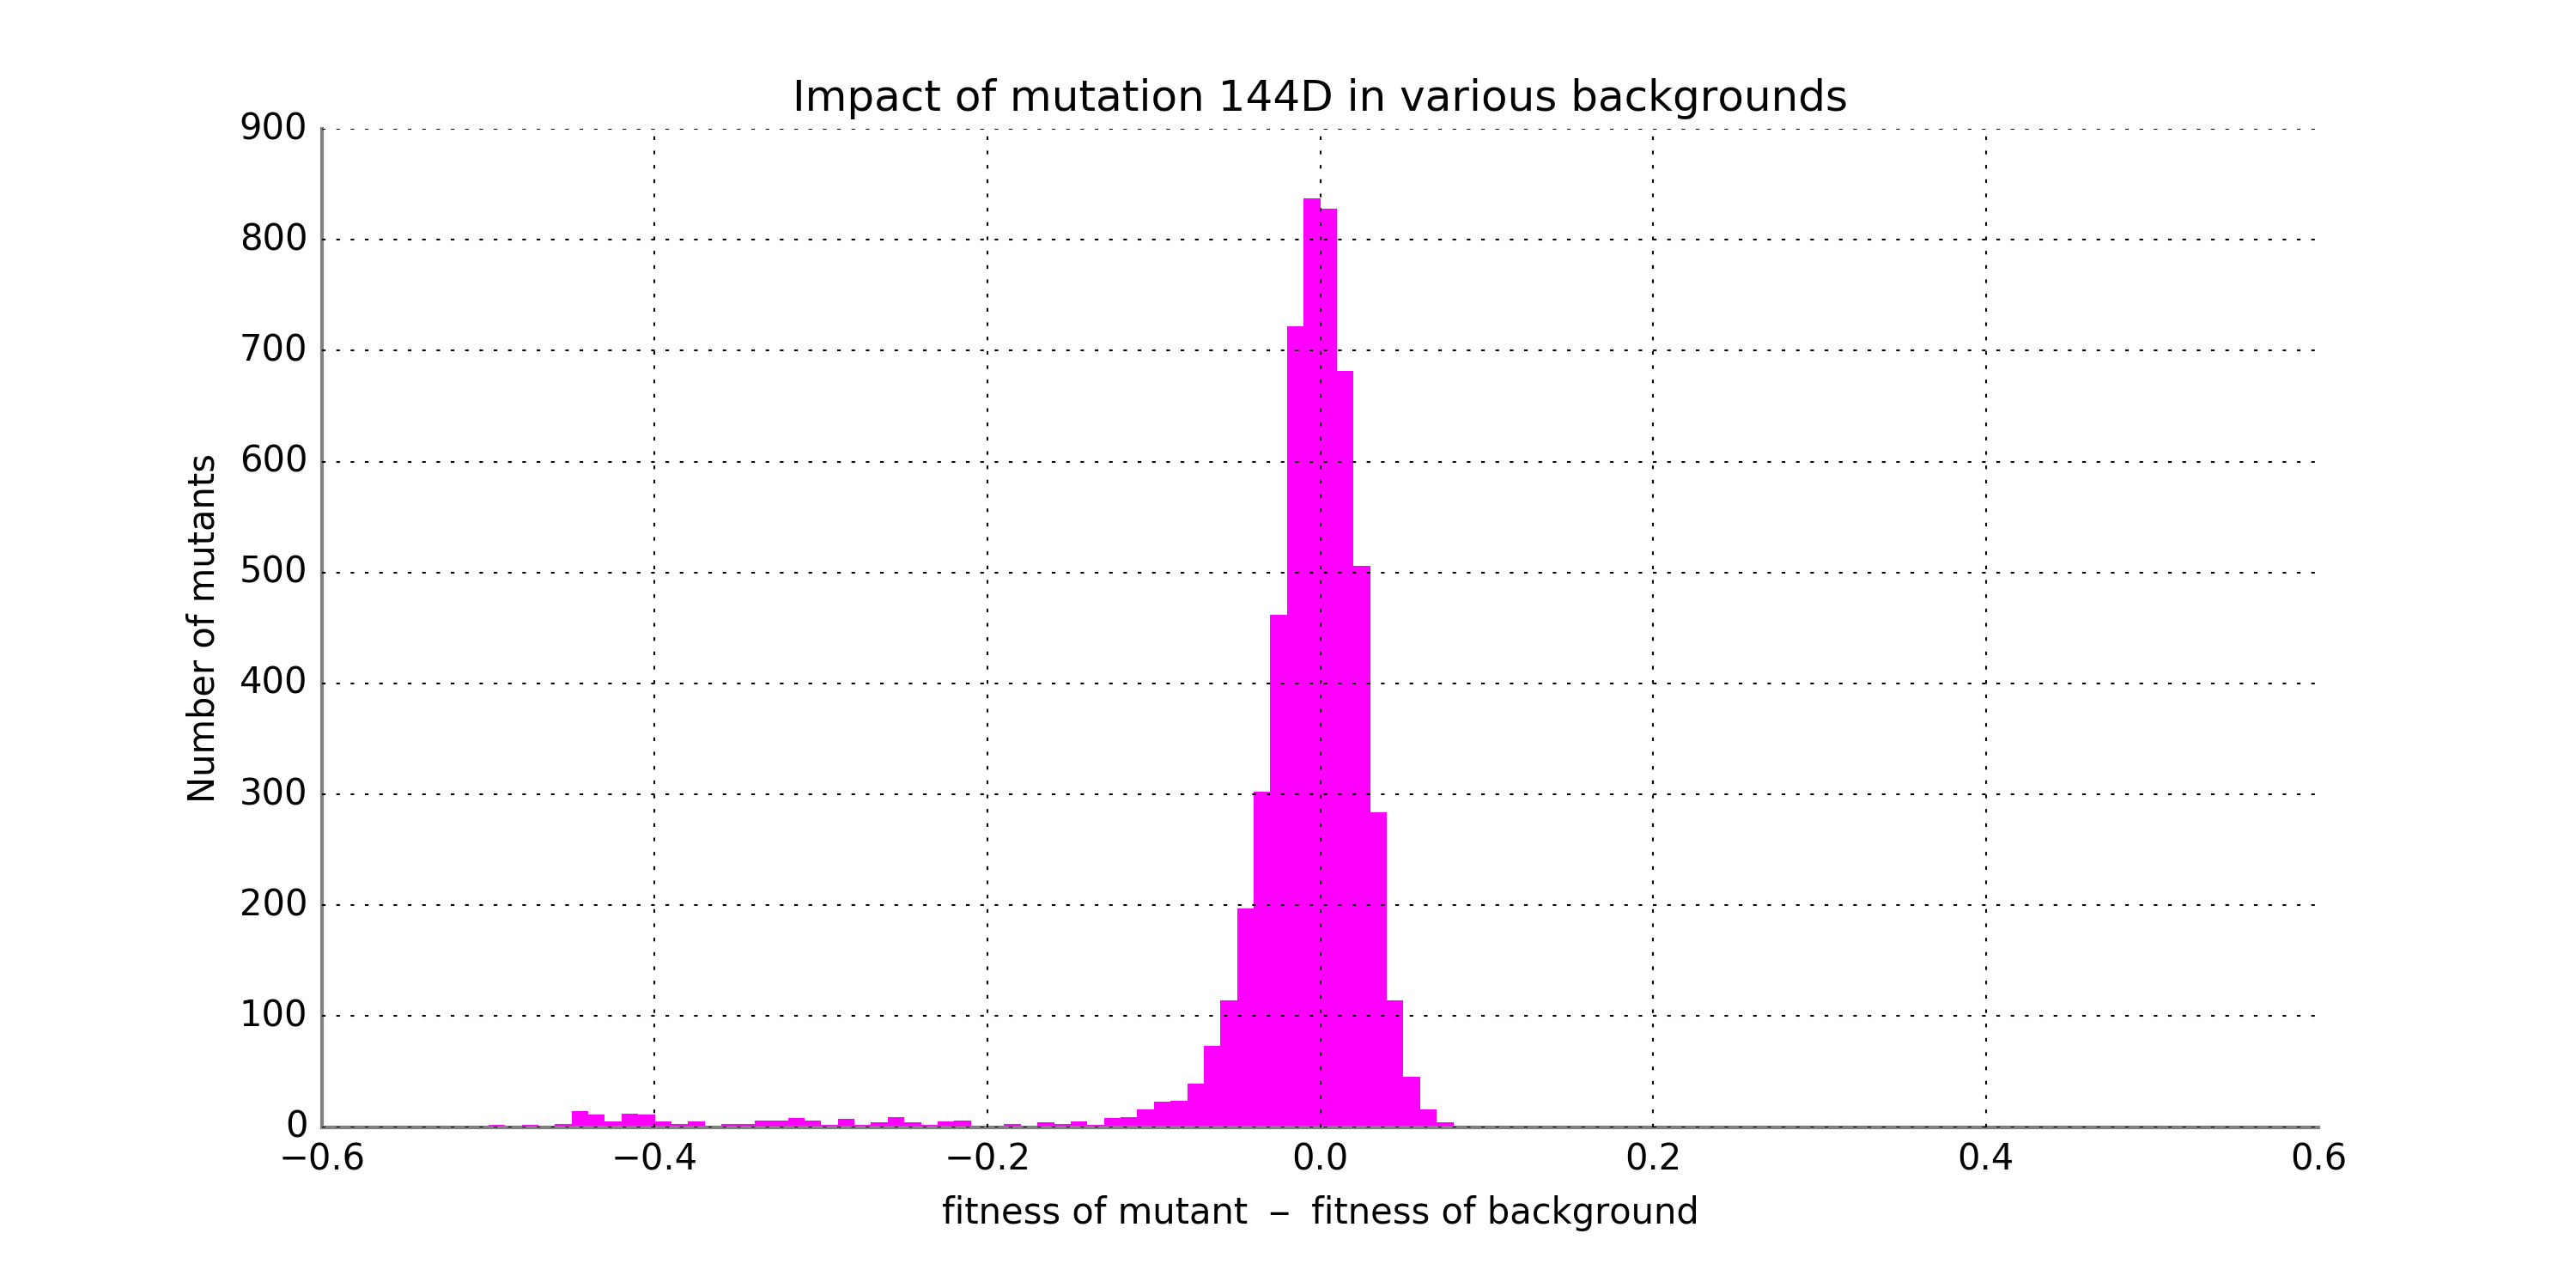 Impact of mutation 144D in various backgrounds
900
800
700
600
500
400
300
200
100
0
Number of mutants
−0.6 −0.4 −0.2 0.0 0.2 0.4 0.6
fitness of mutant – fitness of background